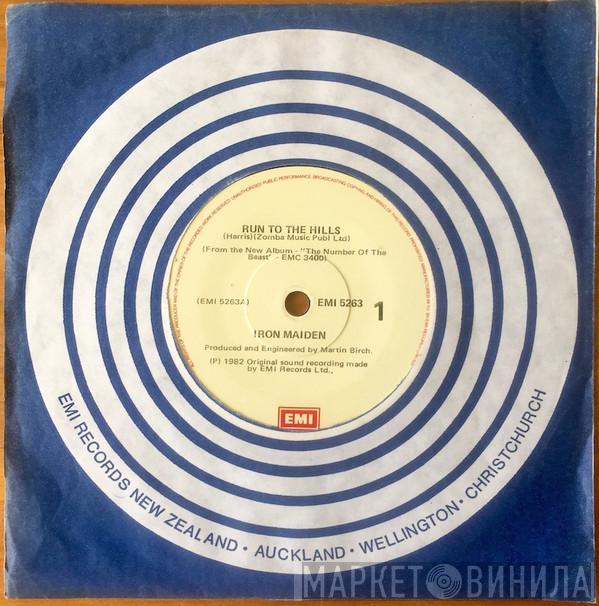 RUN TO THE HILLS
(Harris)(Zomba Music Publ Ltd)
(From the New Album - "The Number Of The
Beast" - EMC 3400)
(EMI 5263A)
EMI 5263
1
!RON MAIDEN
Produced and Engineered by Martin Birch.
(P) 1982 Original sound recording made
by EMI Records Ltd.,
EMI
EMI RECORDS NEW ZEALAND • AUCKLAND • WELLINGTON • CHRISTCHURCH
МАРКЕТ ВИНИЛА